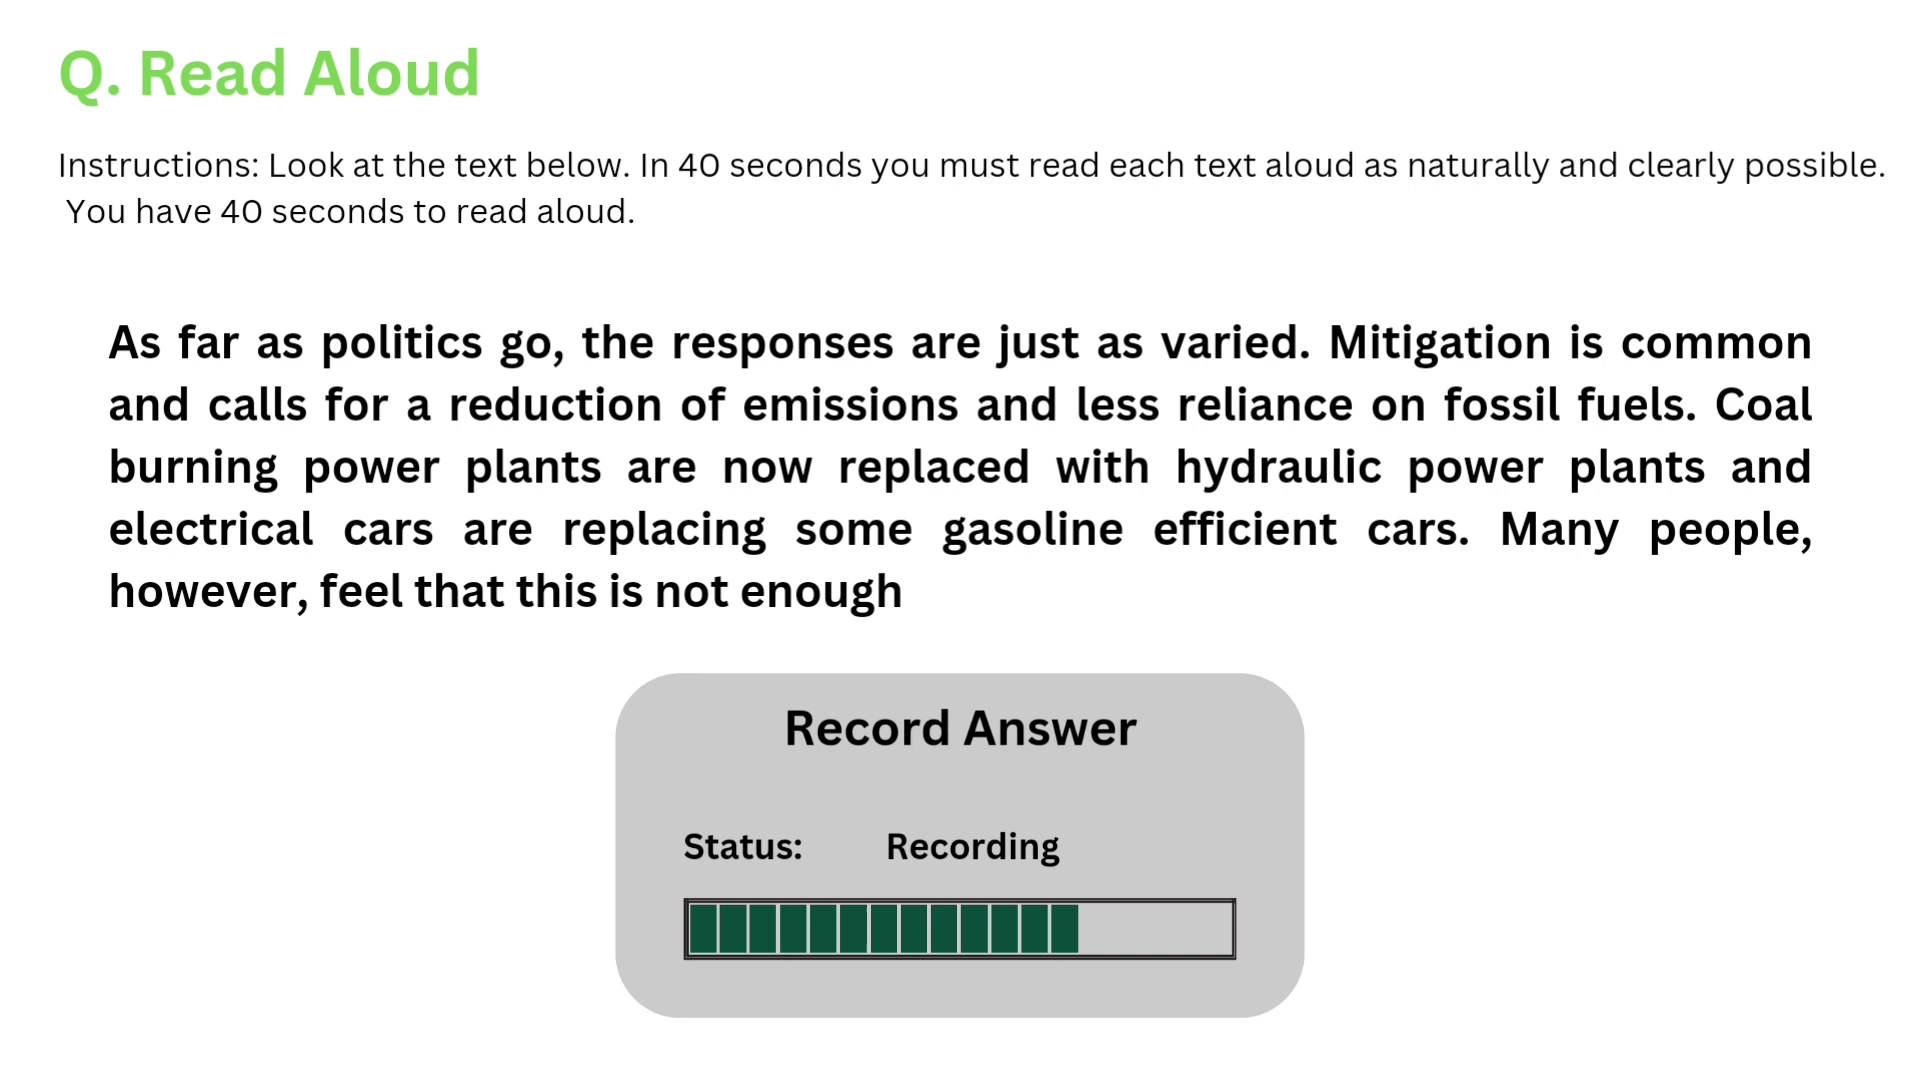 Q. Read Aloud
Instructions: Look at the text below. In 40 seconds you must read each text aloud as naturally and clearly possible.
You have 40 seconds to read aloud.
As far as politics go, the responses are just as varied. Mitigation is common
and calls for a reduction of emissions and less reliance on fossil fuels. Coal
burning power plants are now replaced with hydraulic power plants and
electrical cars are replacing some gasoline efficient cars. Many people,
however, feel that this is not enough
Record Answer
Status: Recording